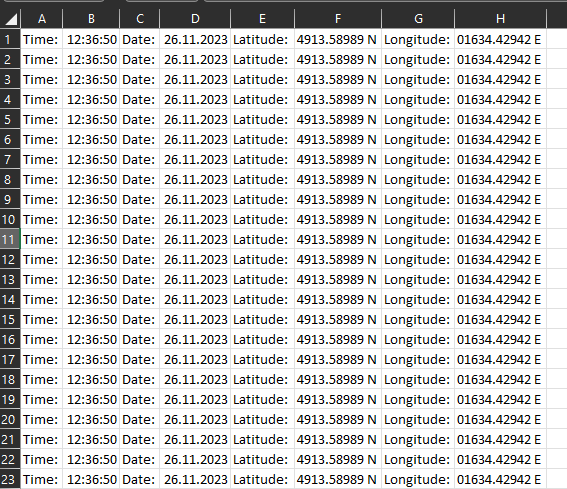 A B C D E F G H
1 Time: 12:36:50 Date: 26.11.2023 Latitude: 4913.58989 N Longitude: 01634.42942 E
2 Time: 12:36:50 Date: 26.11.2023 Latitude: 4913.58989 N Longitude: 01634.42942 E
3 Time: 12:36:50 Date: 26.11.2023 Latitude: 4913.58989 N Longitude: 01634.42942 E
4 Time: 12:36:50 Date: 26.11.2023 Latitude: 4913.58989 N Longitude: 01634.42942 E
5 Time: 12:36:50 Date: 26.11.2023 Latitude: 4913.58989 N Longitude: 01634.42942 E
6 Time: 12:36:50 Date: 26.11.2023 Latitude: 4913.58989 N Longitude: 01634.42942 E
7 Time: 12:36:50 Date: 26.11.2023 Latitude: 4913.58989 N Longitude: 01634.42942 E
8 Time: 12:36:50 Date: 26.11.2023 Latitude: 4913.58989 N Longitude: 01634.42942 E
9 Time: 12:36:50 Date: 26.11.2023 Latitude: 4913.58989 N Longitude: 01634.42942 E
10 Time: 12:36:50 Date: 26.11.2023 Latitude: 4913.58989 N Longitude: 01634.42942 E
11 Time: 12:36:50 Date: 26.11.2023 Latitude: 4913.58989 N Longitude: 01634.42942 E
12 Time: 12:36:50 Date: 26.11.2023 Latitude: 4913.58989 N Longitude: 01634.42942 E
13 Time: 12:36:50 Date: 26.11.2023 Latitude: 4913.58989 N Longitude: 01634.42942 E
14 Time: 12:36:50 Date: 26.11.2023 Latitude: 4913.58989 N Longitude: 01634.42942 E
15 Time: 12:36:50 Date: 26.11.2023 Latitude: 4913.58989 N Longitude: 01634.42942 E
16 Time: 12:36:50 Date: 26.11.2023 Latitude: 4913.58989 N Longitude: 01634.42942 E
17 Time: 12:36:50 Date: 26.11.2023 Latitude: 4913.58989 N Longitude: 01634.42942 E
18 Time: 12:36:50 Date: 26.11.2023 Latitude: 4913.58989 N Longitude: 01634.42942 E
19 Time: 12:36:50 Date: 26.11.2023 Latitude: 4913.58989 N Longitude: 01634.42942 E
20 Time: 12:36:50 Date: 26.11.2023 Latitude: 4913.58989 N Longitude: 01634.42942 E
21 Time: 12:36:50 Date: 26.11.2023 Latitude: 4913.58989 N Longitude: 01634.42942 E
22 Time: 12:36:50 Date: 26.11.2023 Latitude: 4913.58989 N Longitude: 01634.42942 E
23 Time: 12:36:50 Date: 26.11.2023 Latitude: 4913.58989 N Longitude: 01634.42942 E